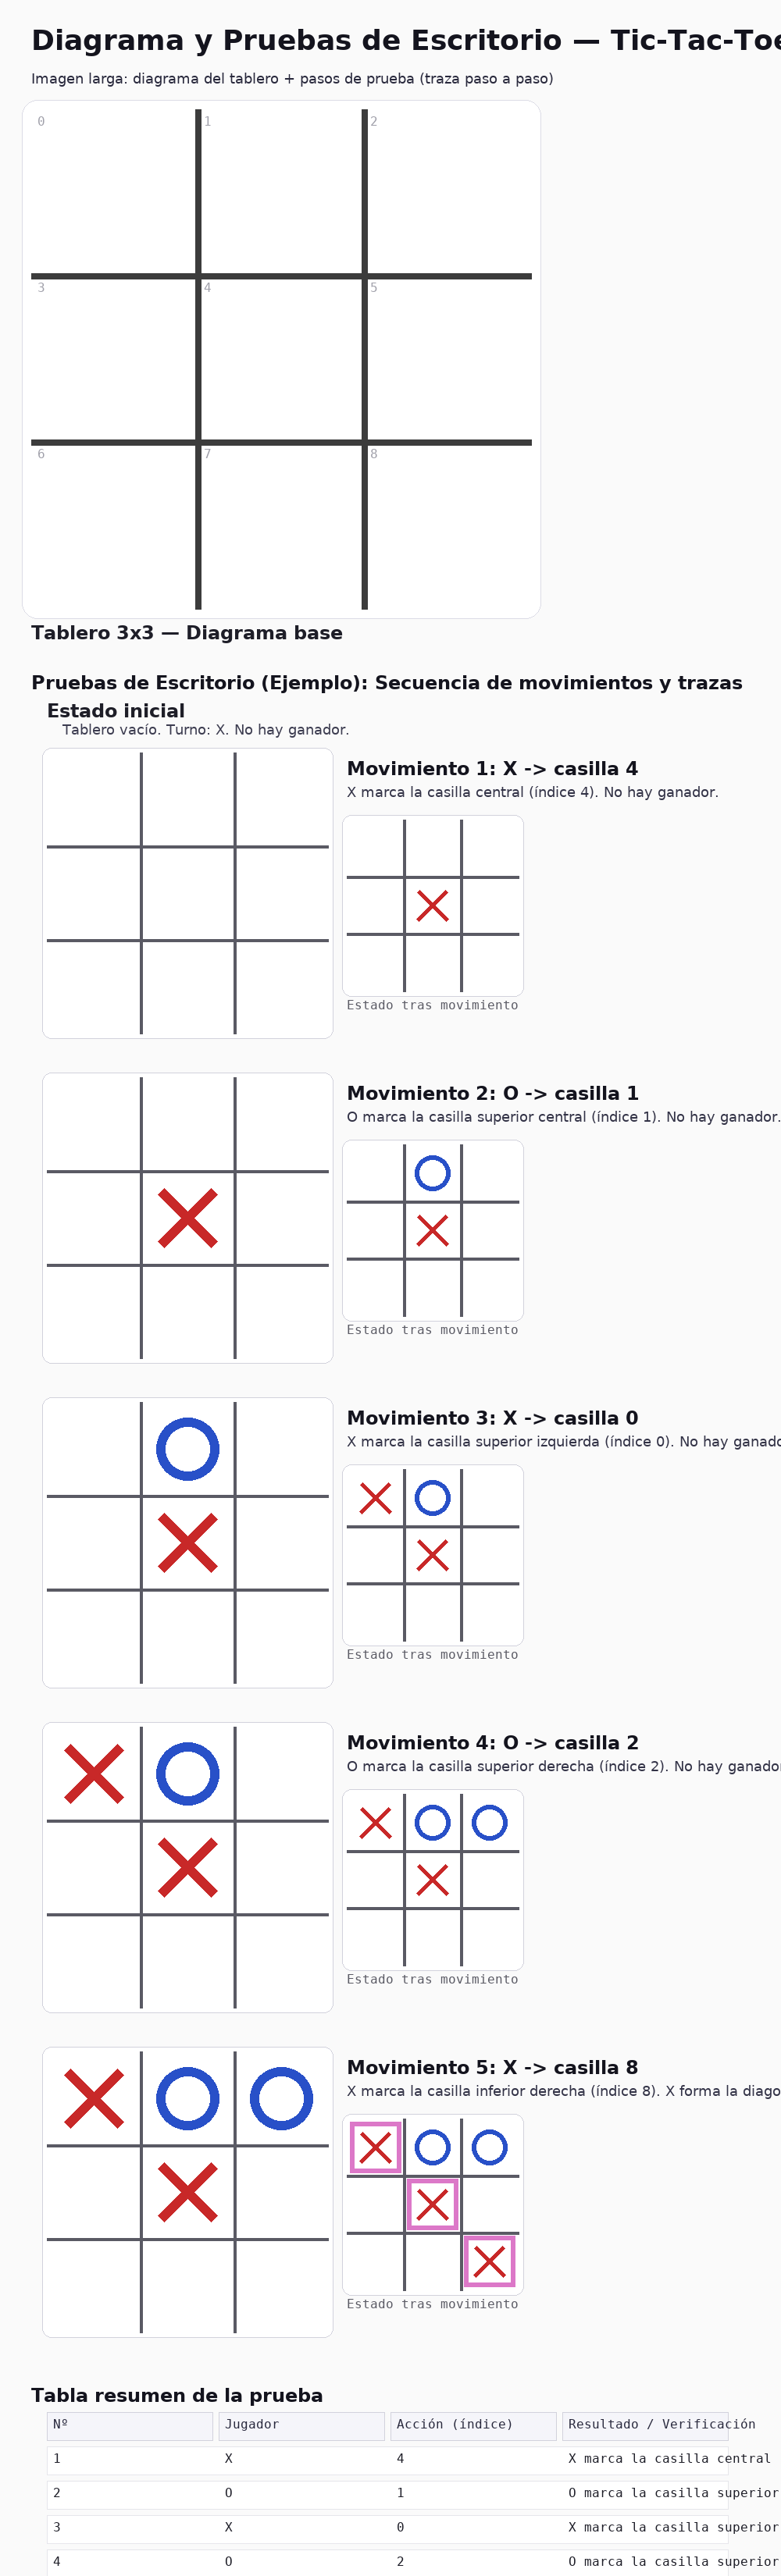 Diagrama y Pruebas de Escritorio — Tic-Tac-Toe
Imagen larga: diagrama del tablero + pasos de prueba (traza paso a paso)
0 1 2
3 4 5
6 7 8
Tablero 3x3 — Diagrama base
Pruebas de Escritorio (Ejemplo): Secuencia de movimientos y trazas
Estado inicial
Tablero vacío. Turno: X. No hay ganador.
Movimiento 1: X -> casilla 4
X marca la casilla central (índice 4). No hay ganador.
X
Estado tras movimiento
Movimiento 2: O -> casilla 1
O marca la casilla superior central (índice 1). No hay ganador.
O
X
X
Estado tras movimiento
Movimiento 3: X -> casilla 0
X marca la casilla superior izquierda (índice 0). No hay ganad
O
X O
X
X
Estado tras movimiento
Movimiento 4: O -> casilla 2
O marca la casilla superior derecha (índice 2). No hay ganado
X O
X O O
X
X
Estado tras movimiento
Movimiento 5: X -> casilla 8
X marca la casilla inferior derecha (índice 8). X forma la diago
X O O
X O O
X
X
X
Estado tras movimiento
Tabla resumen de la prueba
Nº Jugador Acción (índice) Resultado / Verificación
1 X 4 X marca la casilla central
2 O 1 O marca la casilla superior
3 X 0 X marca la casilla superior
4 O 2 O marca la casilla superior